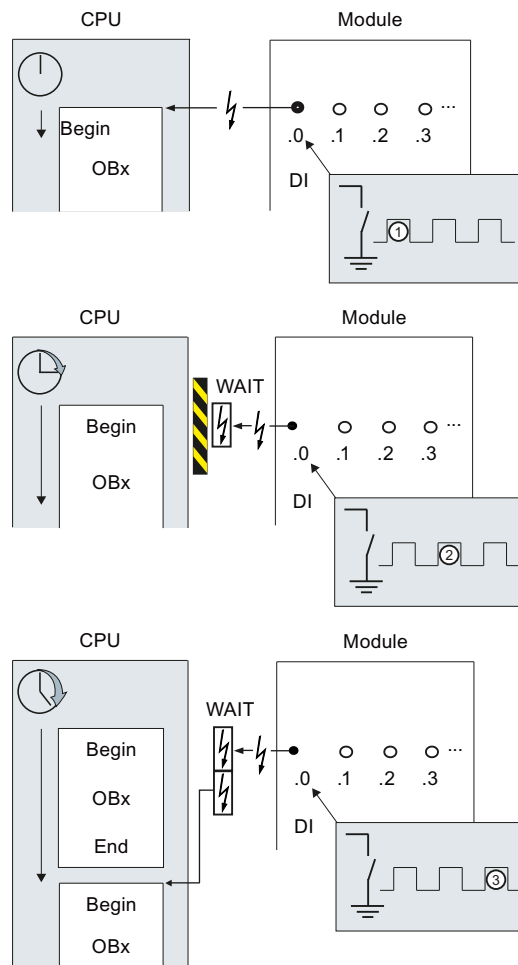 CPU
Module
Begin
OBx
.0 .1 .2 .3 ...
DI
1
CPU
Module
WAIT
Begin
OBx
.0 .1 .2 .3 ...
DI
2
CPU
Module
WAIT
Begin
OBx
End
.0 .1 .2 .3 ...
DI
3
Begin
OBx